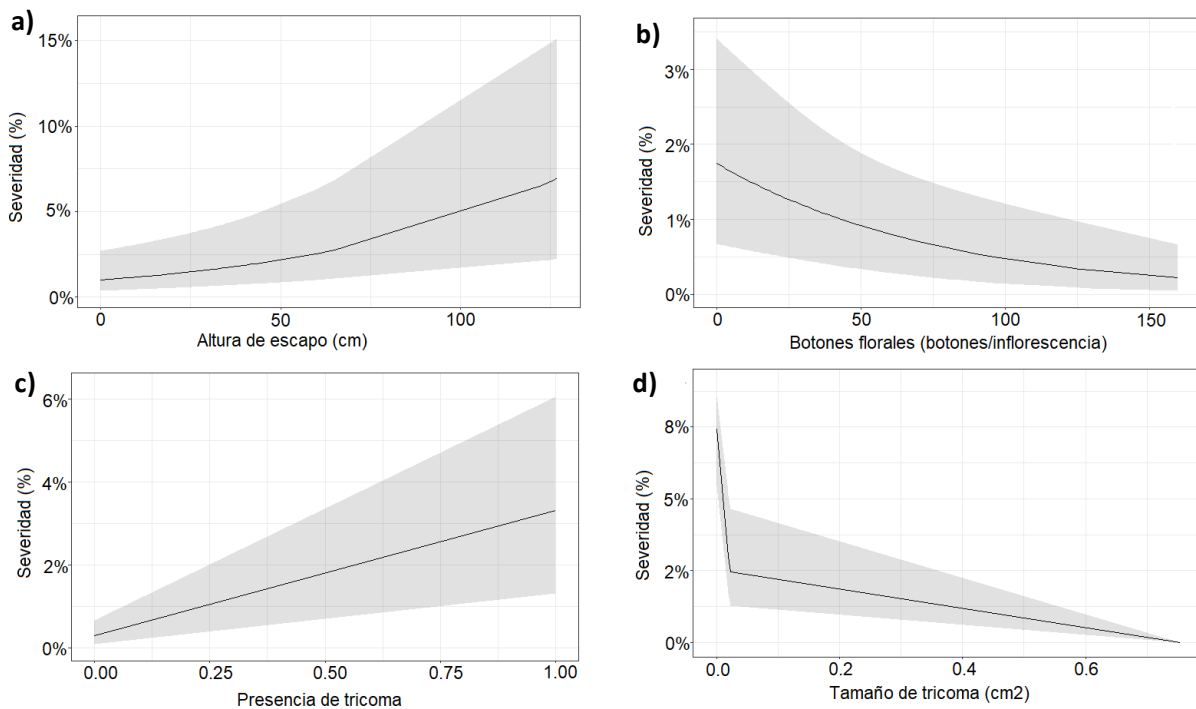 a)
15%
10%
5%
0%
Severidad (%)
0
50
100
Altura de escapo (cm)
b)
3%
2%
1%
0%
Severidad (%)
0
50
100
150
Botones florales (botones/inflorescencia)
c)
6%
4%
2%
0%
Severidad (%)
0.00
0.25
0.50
0.75
1.00
Presencia de tricoma
d)
8%
5%
2%
0%
Severidad (%)
0.0
0.2
0.4
0.6
Tamaño de tricoma (cm2)